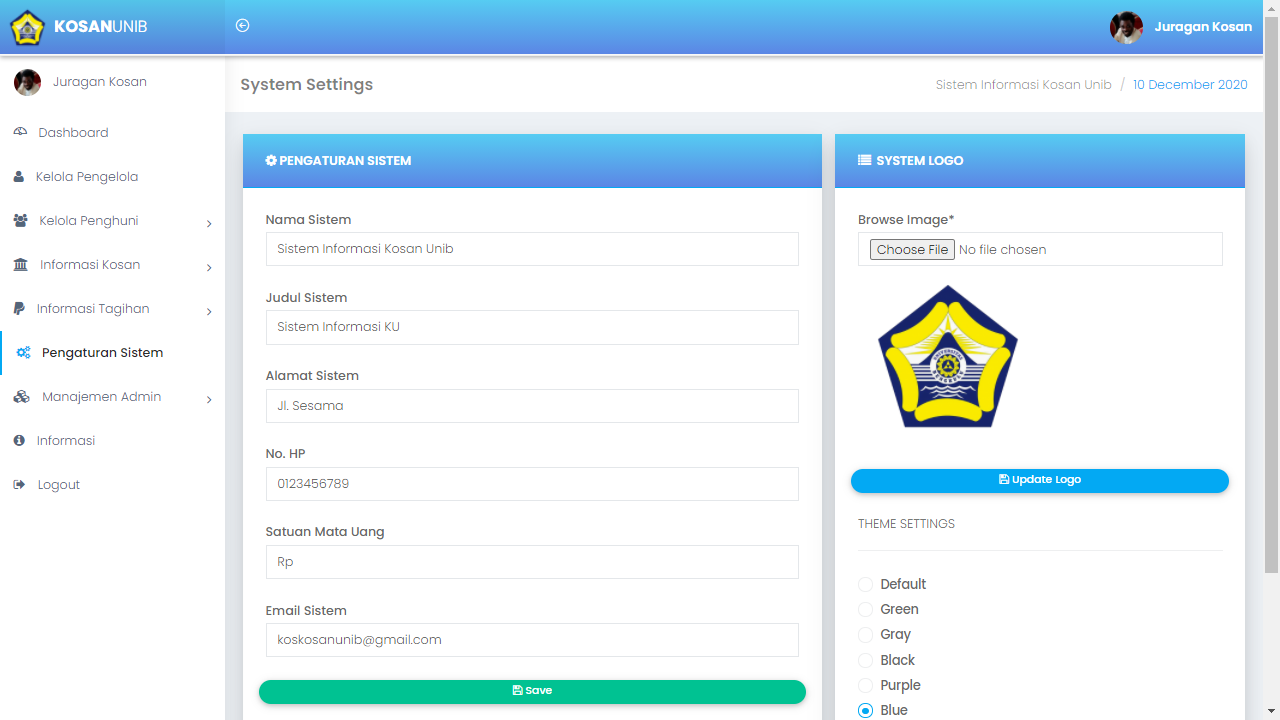 KOSANUNIB
Juragan Kosan
Juragan Kosan
Dashboard
Kelola Pengelola
Kelola Penghuni
Informasi Kosan
Informasi Tagihan
Pengaturan Sistem
Manajemen Admin
Informasi
Logout
System Settings
Sistem Informasi Kosan Unib / 10 December 2020
PENGATURAN SISTEM
Nama Sistem
Sistem Informasi Kosan Unib
Judul Sistem
Sistem Informasi KU
Alamat Sistem
Jl. Sesama
No. HP
0123456789
Satuan Mata Uang
Rp
Email Sistem
koskosanunib@gmail.com
Save
SYSTEM LOGO
Browse Image*
Choose File No file chosen
UNIVERSITAS
BENGKULU
Update Logo
THEME SETTINGS
Default
Green
Gray
Black
Purple
Blue